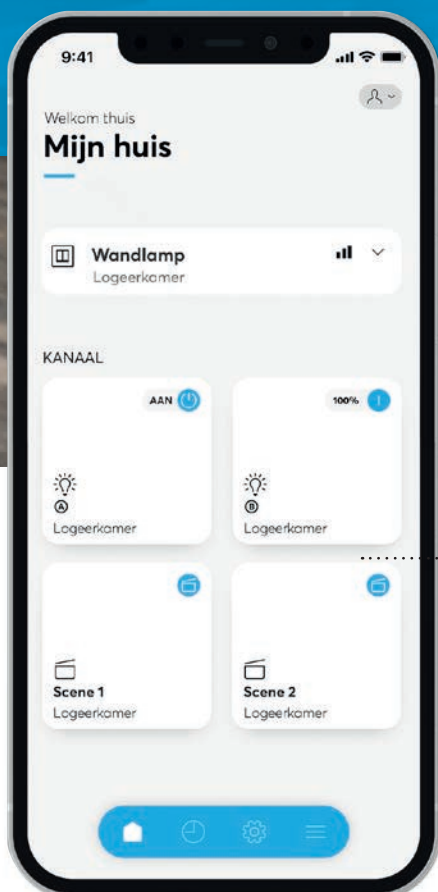 9:41
Welkom thuis
Mijn huis
Wandlamp
Logeerkamer
KANAAL
AAN
100%
A
B
Logeerkamer
Logeerkamer
Scene 1
Scene 2
Logeerkamer
Logeerkamer